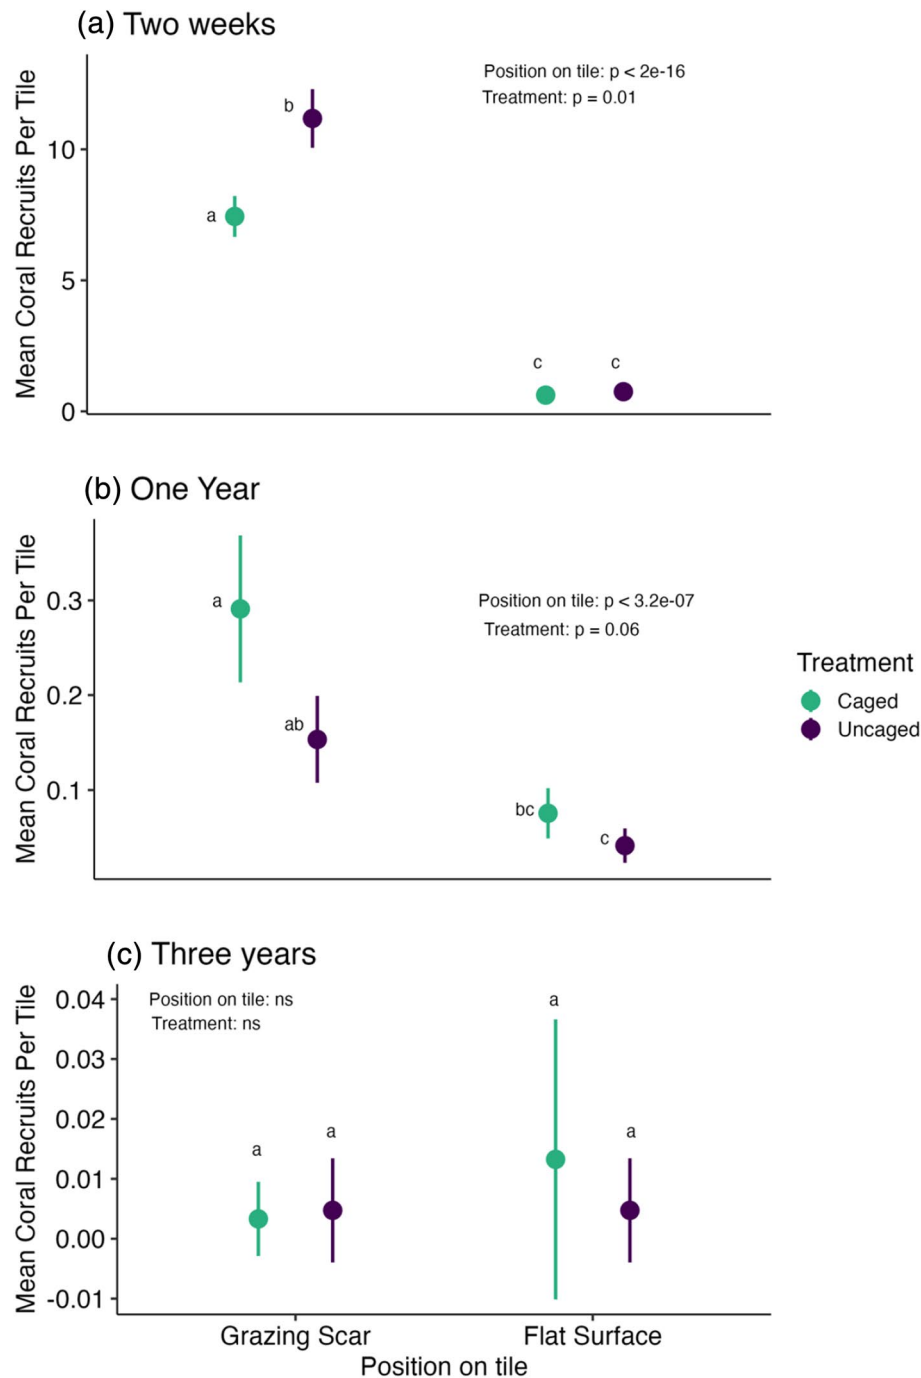 (a) Two weeks
Mean Coral Recruits Per Tile
10
5
0
a
b
c
c
Position on tile: p < 2e-16
Treatment: p = 0.01
(b) One Year
Mean Coral Recruits Per Tile
0.3
0.2
0.1
a
ab
bc
c
Position on tile: p < 3.2e-07
Treatment: p = 0.06
Treatment
Caged
Uncaged
(c) Three years
Mean Coral Recruits Per Tile
0.04
0.03
0.02
0.01
0.00
-0.01
Position on tile: ns
Treatment: ns
a
a
a
a
Grazing Scar
Flat Surface
Position on tile